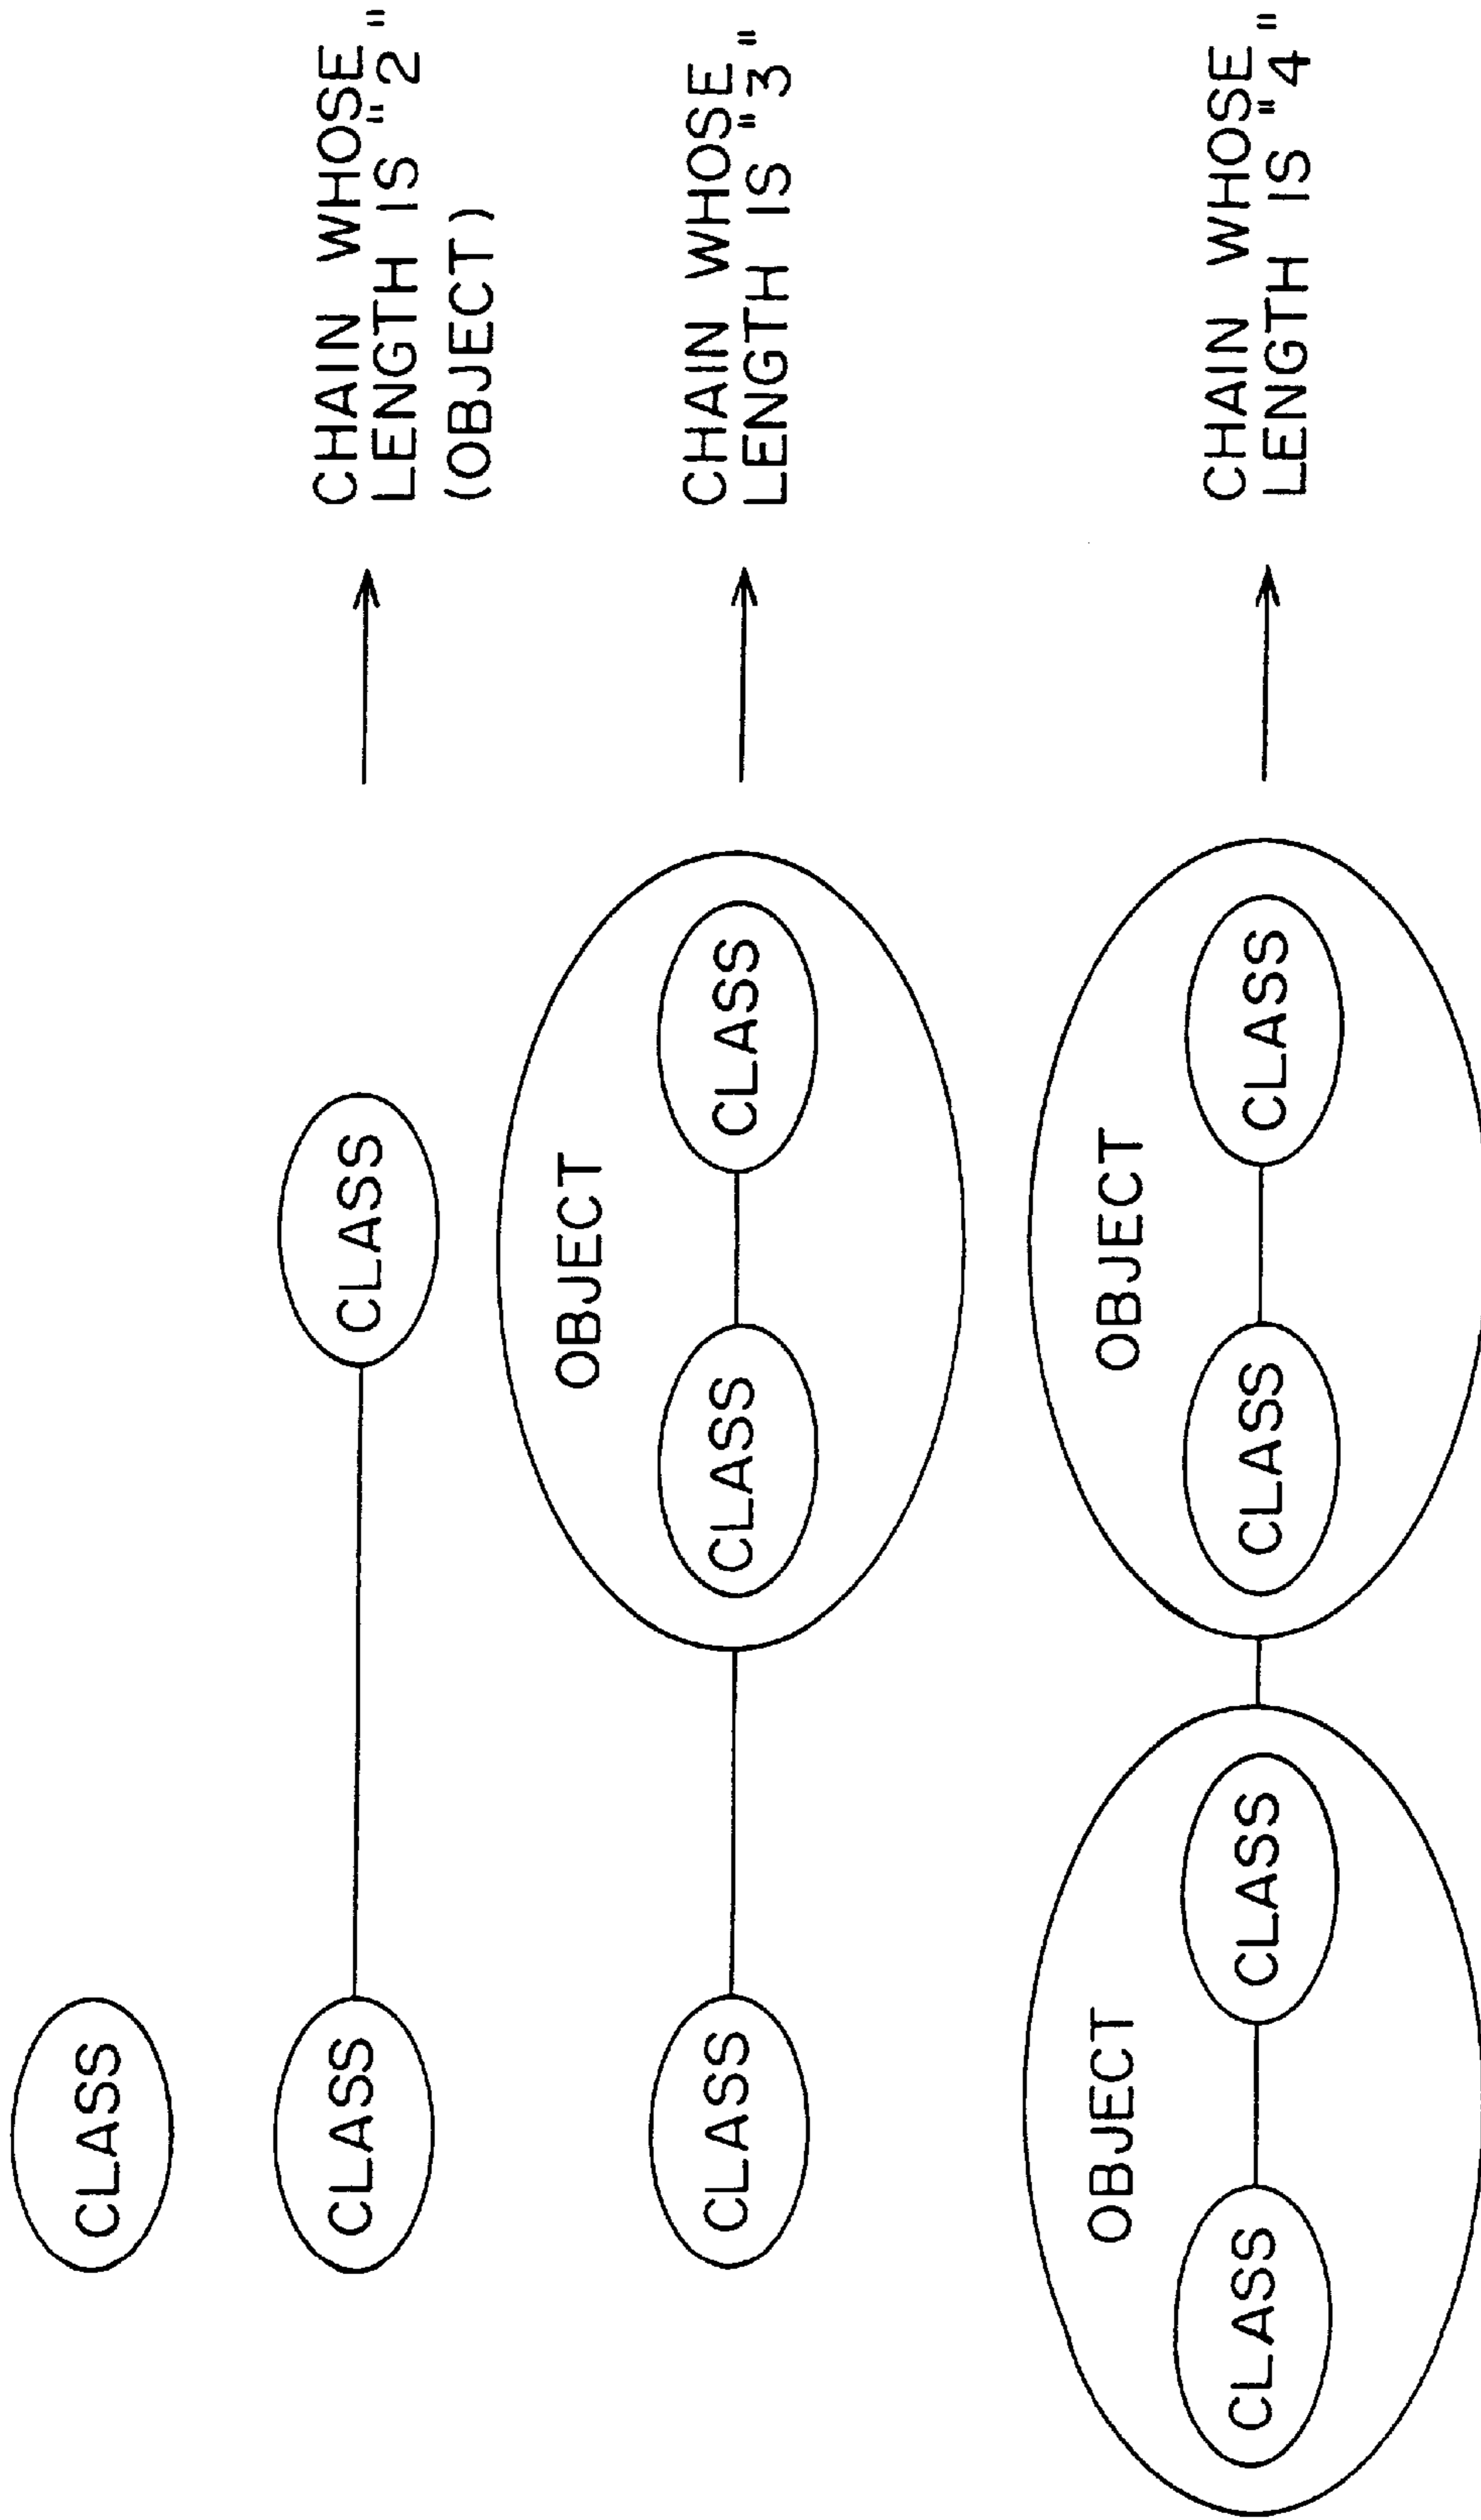 CLASS
CLASS CLASS
CHAIN WHOSE
LENGTH IS "2"
(OBJECT)
OBJECT
CLASS CLASS CLASS
CHAIN WHOSE
LENGTH IS "3"
OBJECT OBJECT
CLASS CLASS CLASS CLASS
CHAIN WHOSE
LENGTH IS "4"